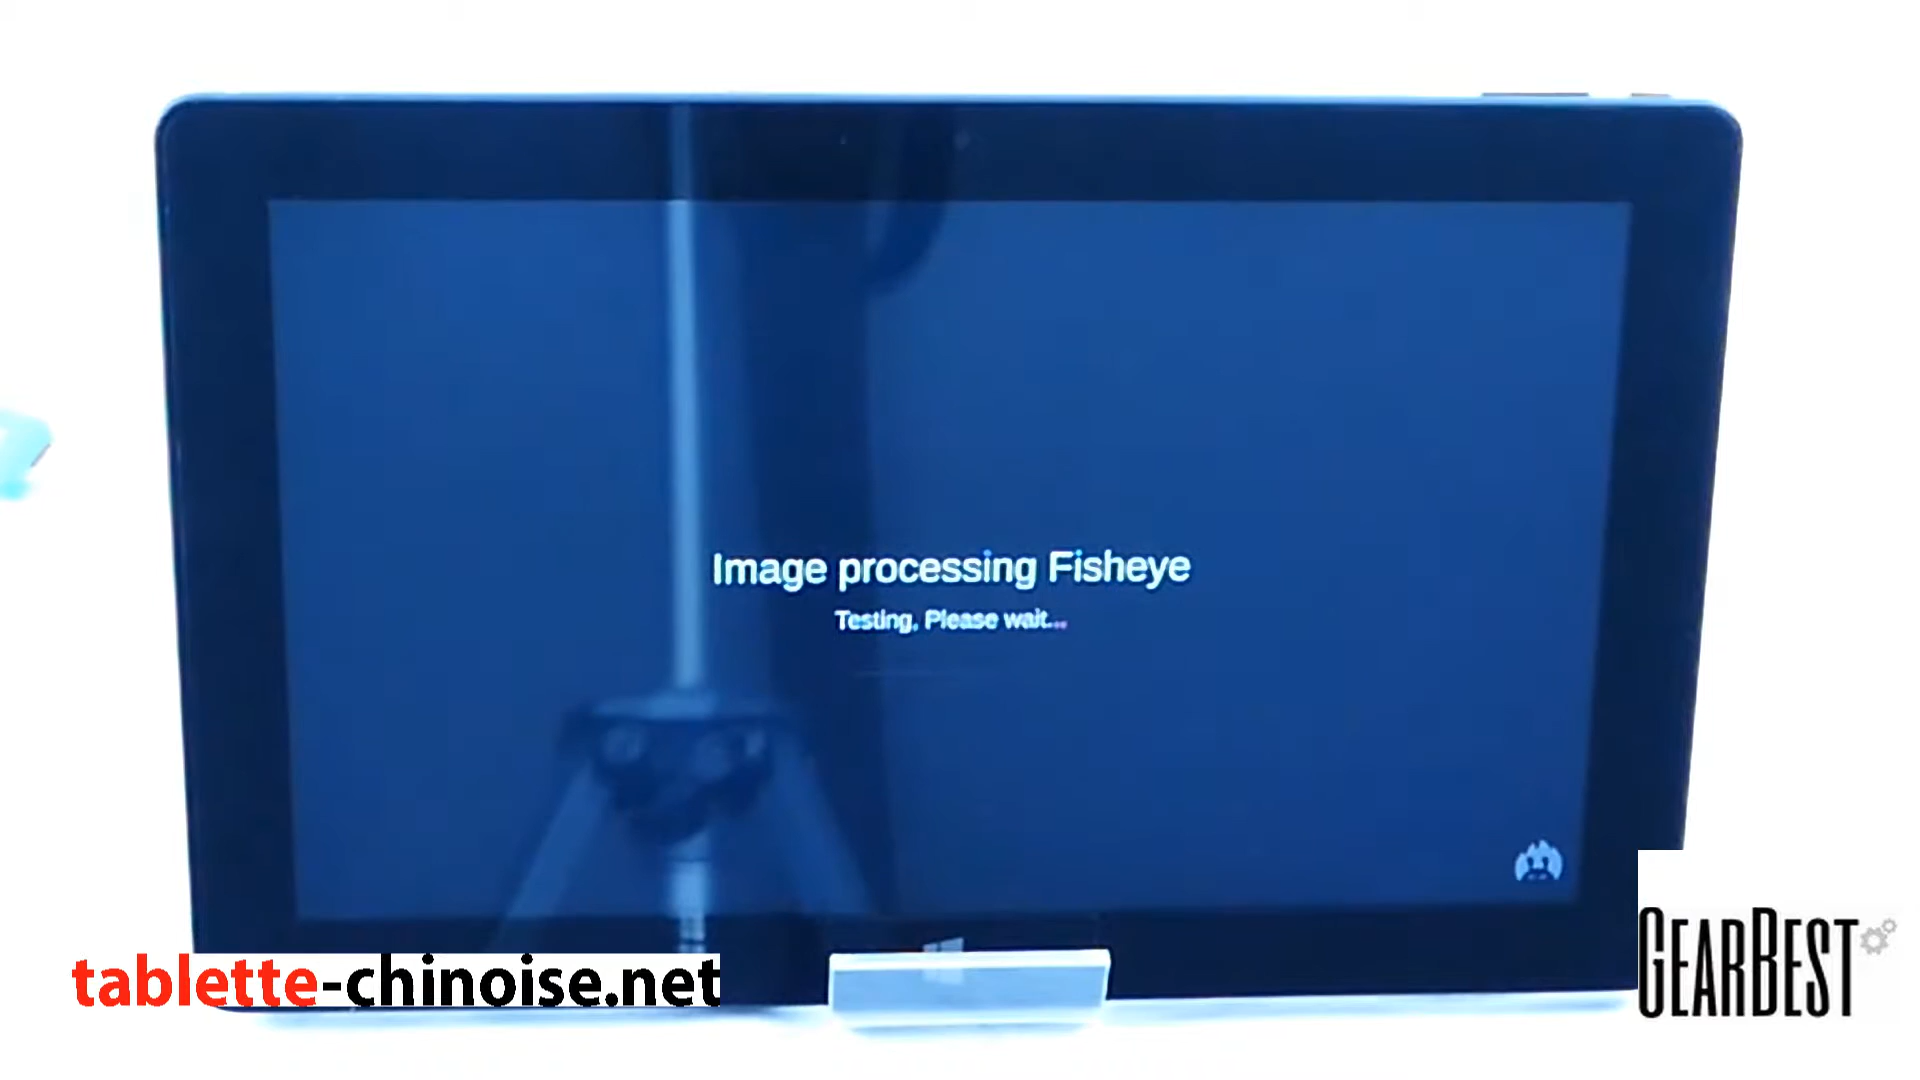 Image processing Fisheye
Testing, Please wait...
tablette-chinoise.net
GEARBEST